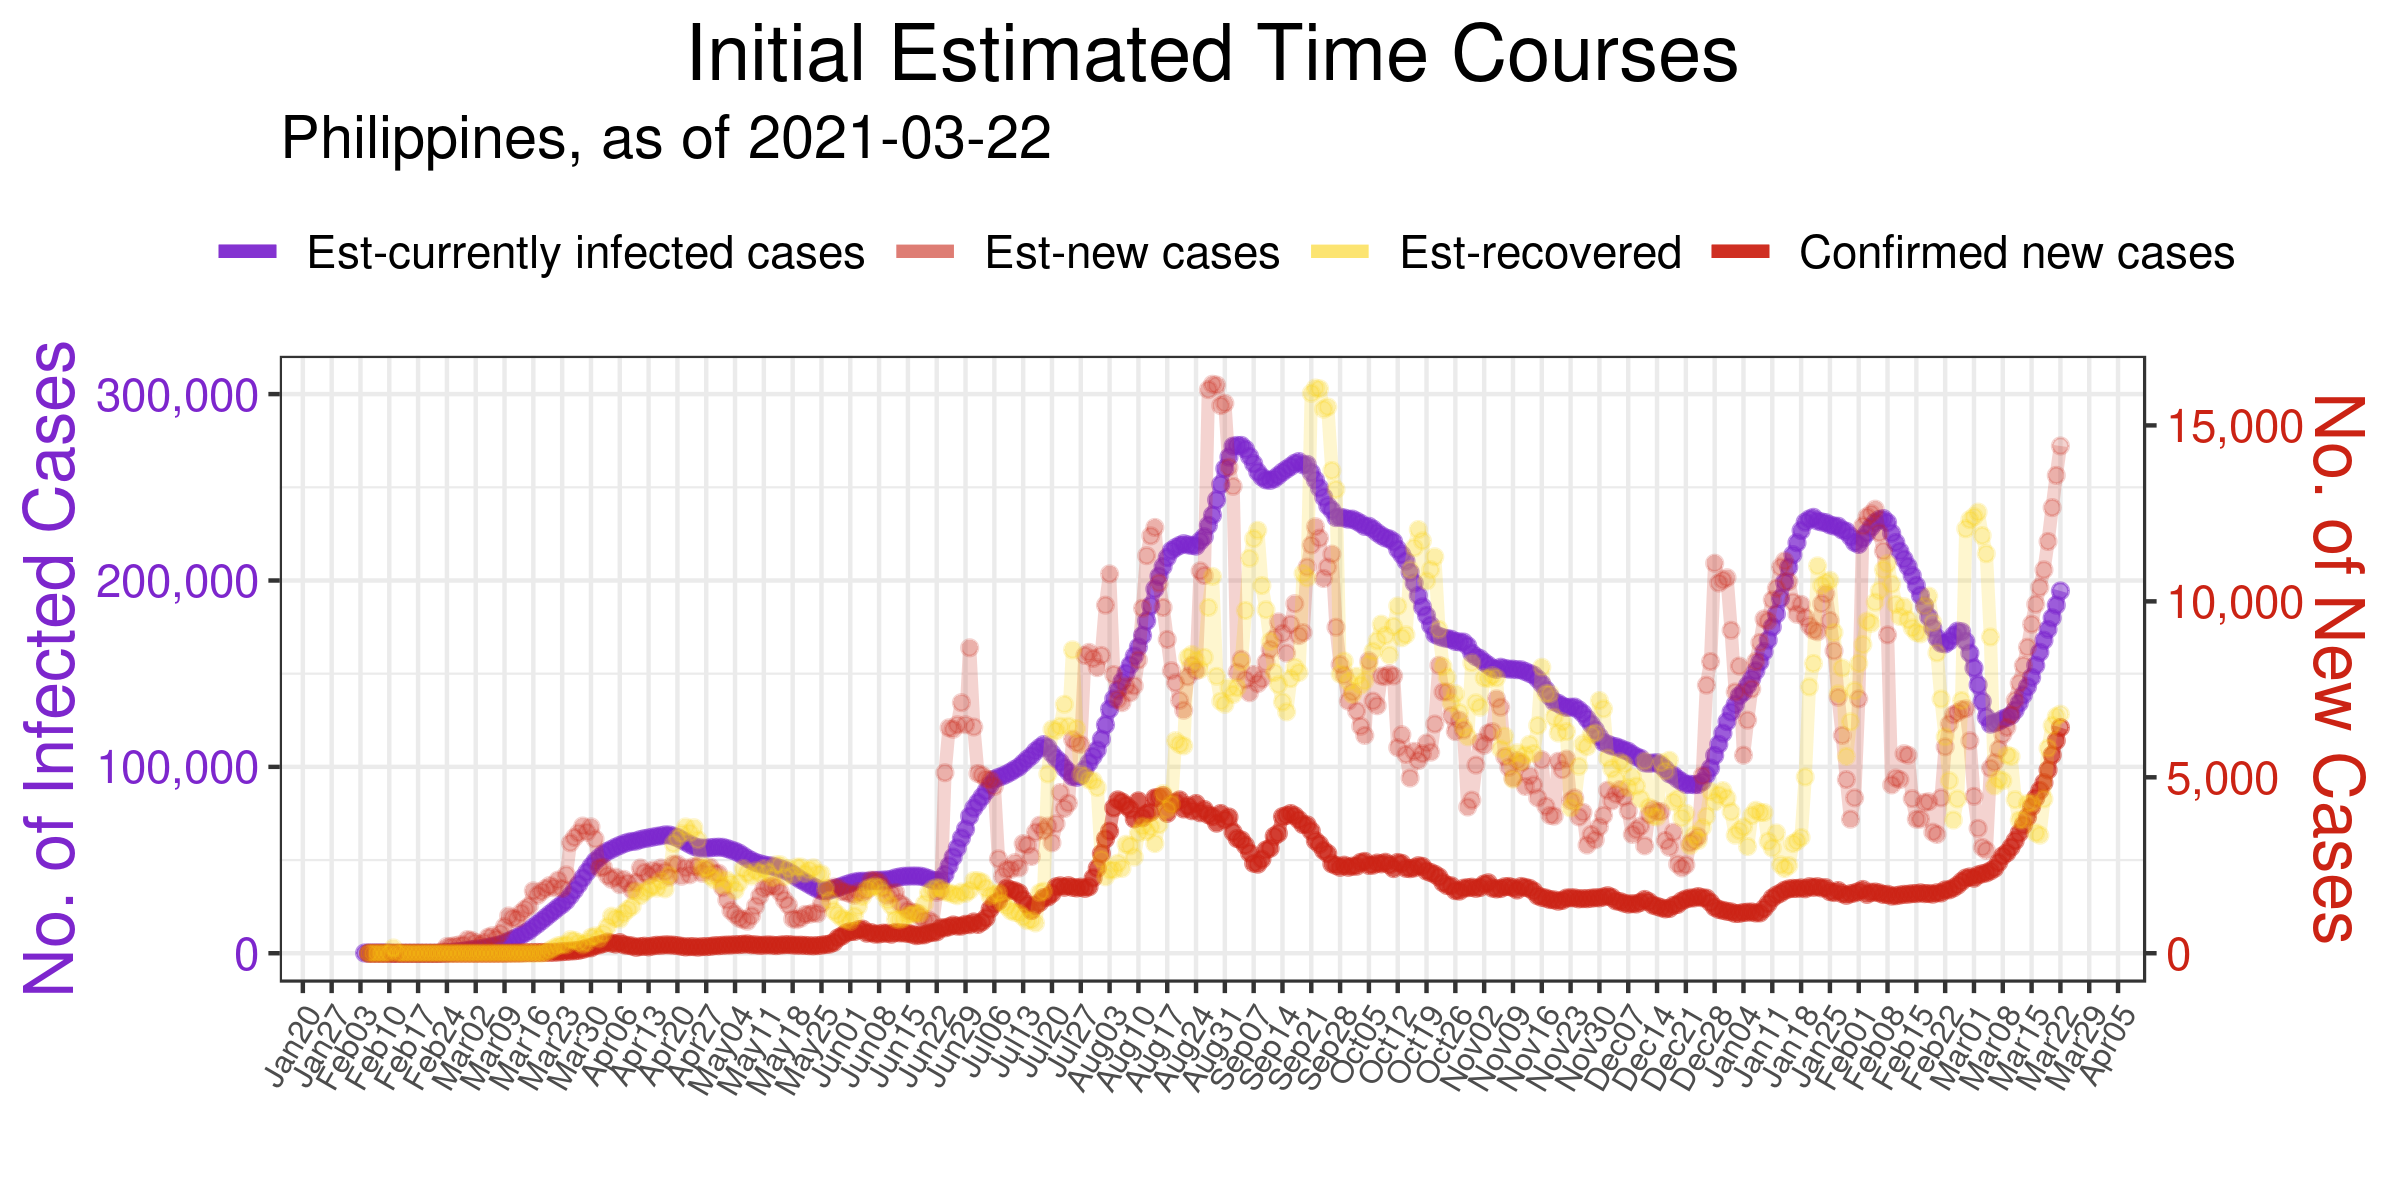 Initial Estimated Time Courses
Philippines, as of 2021-03-22
Est-currently infected cases Est-new cases Est-recovered Confirmed new cases
No. of Infected Cases
300,000
200,000
100,000
0
15,000
10,000
5,000
0
No. of New Cases
Jan20 Jan27 Feb03 Feb10 Feb17 Feb24 Mar02 Mar09 Mar16 Mar23 Mar30 Apr06 Apr13 Apr20 Apr27 May04 May11 May18 May25 Jun01 Jun08 Jun15 Jun22 Jun29 Jul06 Jul13 Jul20 Jul27 Aug03 Aug10 Aug17 Aug24 Aug31 Sep07 Sep14 Sep21 Sep28 Oct05 Oct12 Oct19 Oct26 Nov02 Nov09 Nov16 Nov23 Nov30 Dec07 Dec14 Dec21 Dec28 Jan04 Jan11 Jan18 Jan25 Feb01 Feb08 Feb15 Feb22 Mar01 Mar08 Mar15 Mar22 Mar29 Apr05